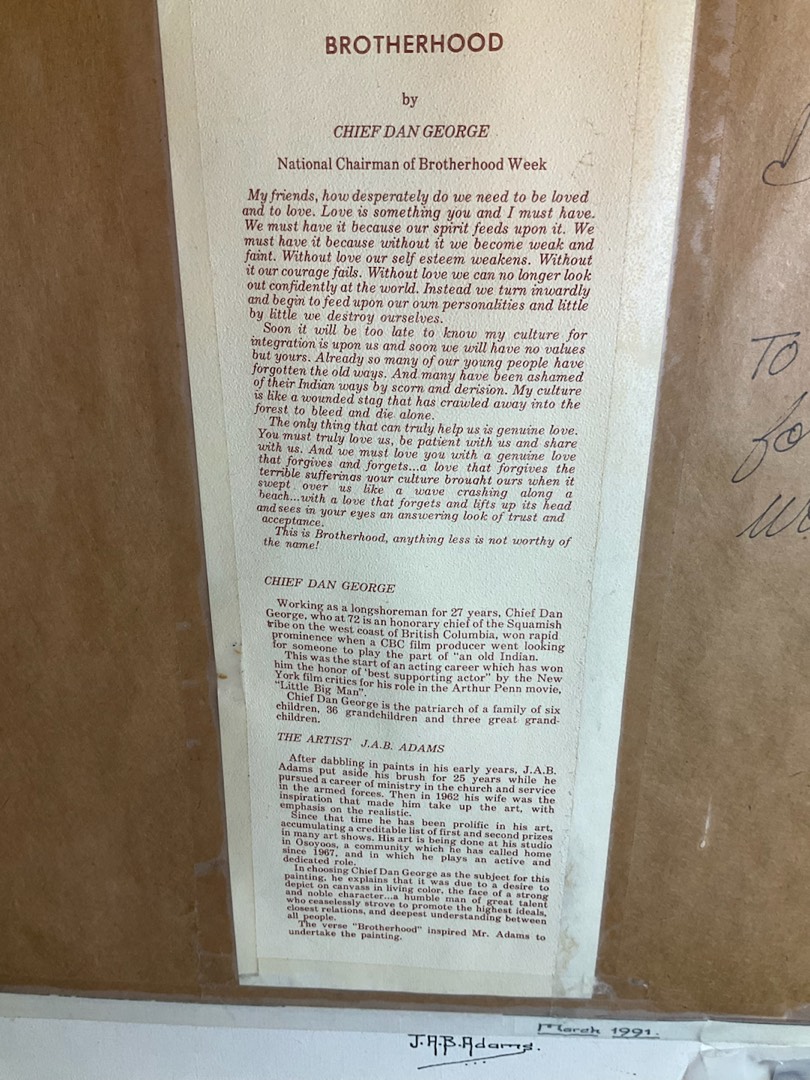 BROTHERHOOD
by
CHIEF DAN GEORGE
National Chairman of Brotherhood Week
My friends, how desperately do we need to be loved
and to love. Love is something you and I must have.
We must have it because our spirit feeds upon it. We
must have it because without it we become weak and
faint. Without love our self esteem weakens. Without
it our courage fails. Without love we can no longer look
out confidently at the world. Instead we turn inwardly
and begin to feed upon our own personalities and little
by little we destroy ourselves.
Soon it will be too late to know my culture for
integration is upon us and soon we will have no values
but yours. Already so many of our young people have
forgotten the old ways. And many have been ashamed
of their Indian ways by scorn and derision. My culture
is like a wounded stag that has crawled away into the
forest to bleed and die alone.
The only thing that can truly help us is genuine love.
You must truly love us, be patient with us and share
with us. And we must love you with a genuine love
that forgives and forgets...a love that forgives the
terrible sufferings your culture brought ours when it
swept over us like a wave crashing along a
beach...with a love that forgets and lifts up its head
and sees in your eyes an answering look of trust and
acceptance.
This is Brotherhood, anything less is not worthy of
the name!
CHIEF DAN GEORGE
Working as a longshoreman for 27 years, Chief Dan
George, who at 72 is an honorary chief of the Squamish
tribe on the west coast of British Columbia, won rapid
prominence when a CBC film producer went looking
for someone to play the part of "an old Indian.
This was the start of an acting career which has won
him the honor of 'best supporting actor" by the New
York film critics for his role in the Arthur Penn movie,
"Little Big Man".
Chief Dan George is the patriarch of a family of six
children, 36 grandchildren and three great grand-
children.
THE ARTIST J.A.B. ADAMS
After dabbling in paints in his early years, J.A.B.
Adams put aside his brush for 25 years while he
pursued a career of ministry in the church and service
in the armed forces. Then in 1962 his wife was the
inspiration that made him take up the art, with
emphasis on the realistic.
Since that time he has been prolific in his art,
accumulating a creditable list of first and second prizes
in many art shows. His art is being done at his studio
in Osoyoos, a community which he has called home
since 1967, and in which he plays an active and
dedicated role.
In choosing Chief Dan George as the subject for this
painting, he explains that it was due to a desire to
depict on canvass in living color, the face of a strong
and noble character...a humble man of great talent
who ceaselessly strove to promote the highest ideals,
closest relations, and deepest understanding between
all people.
The verse "Brotherhood" inspired Mr. Adams to
undertake the painting.
To
March 1991.
J.A.B. Adams.